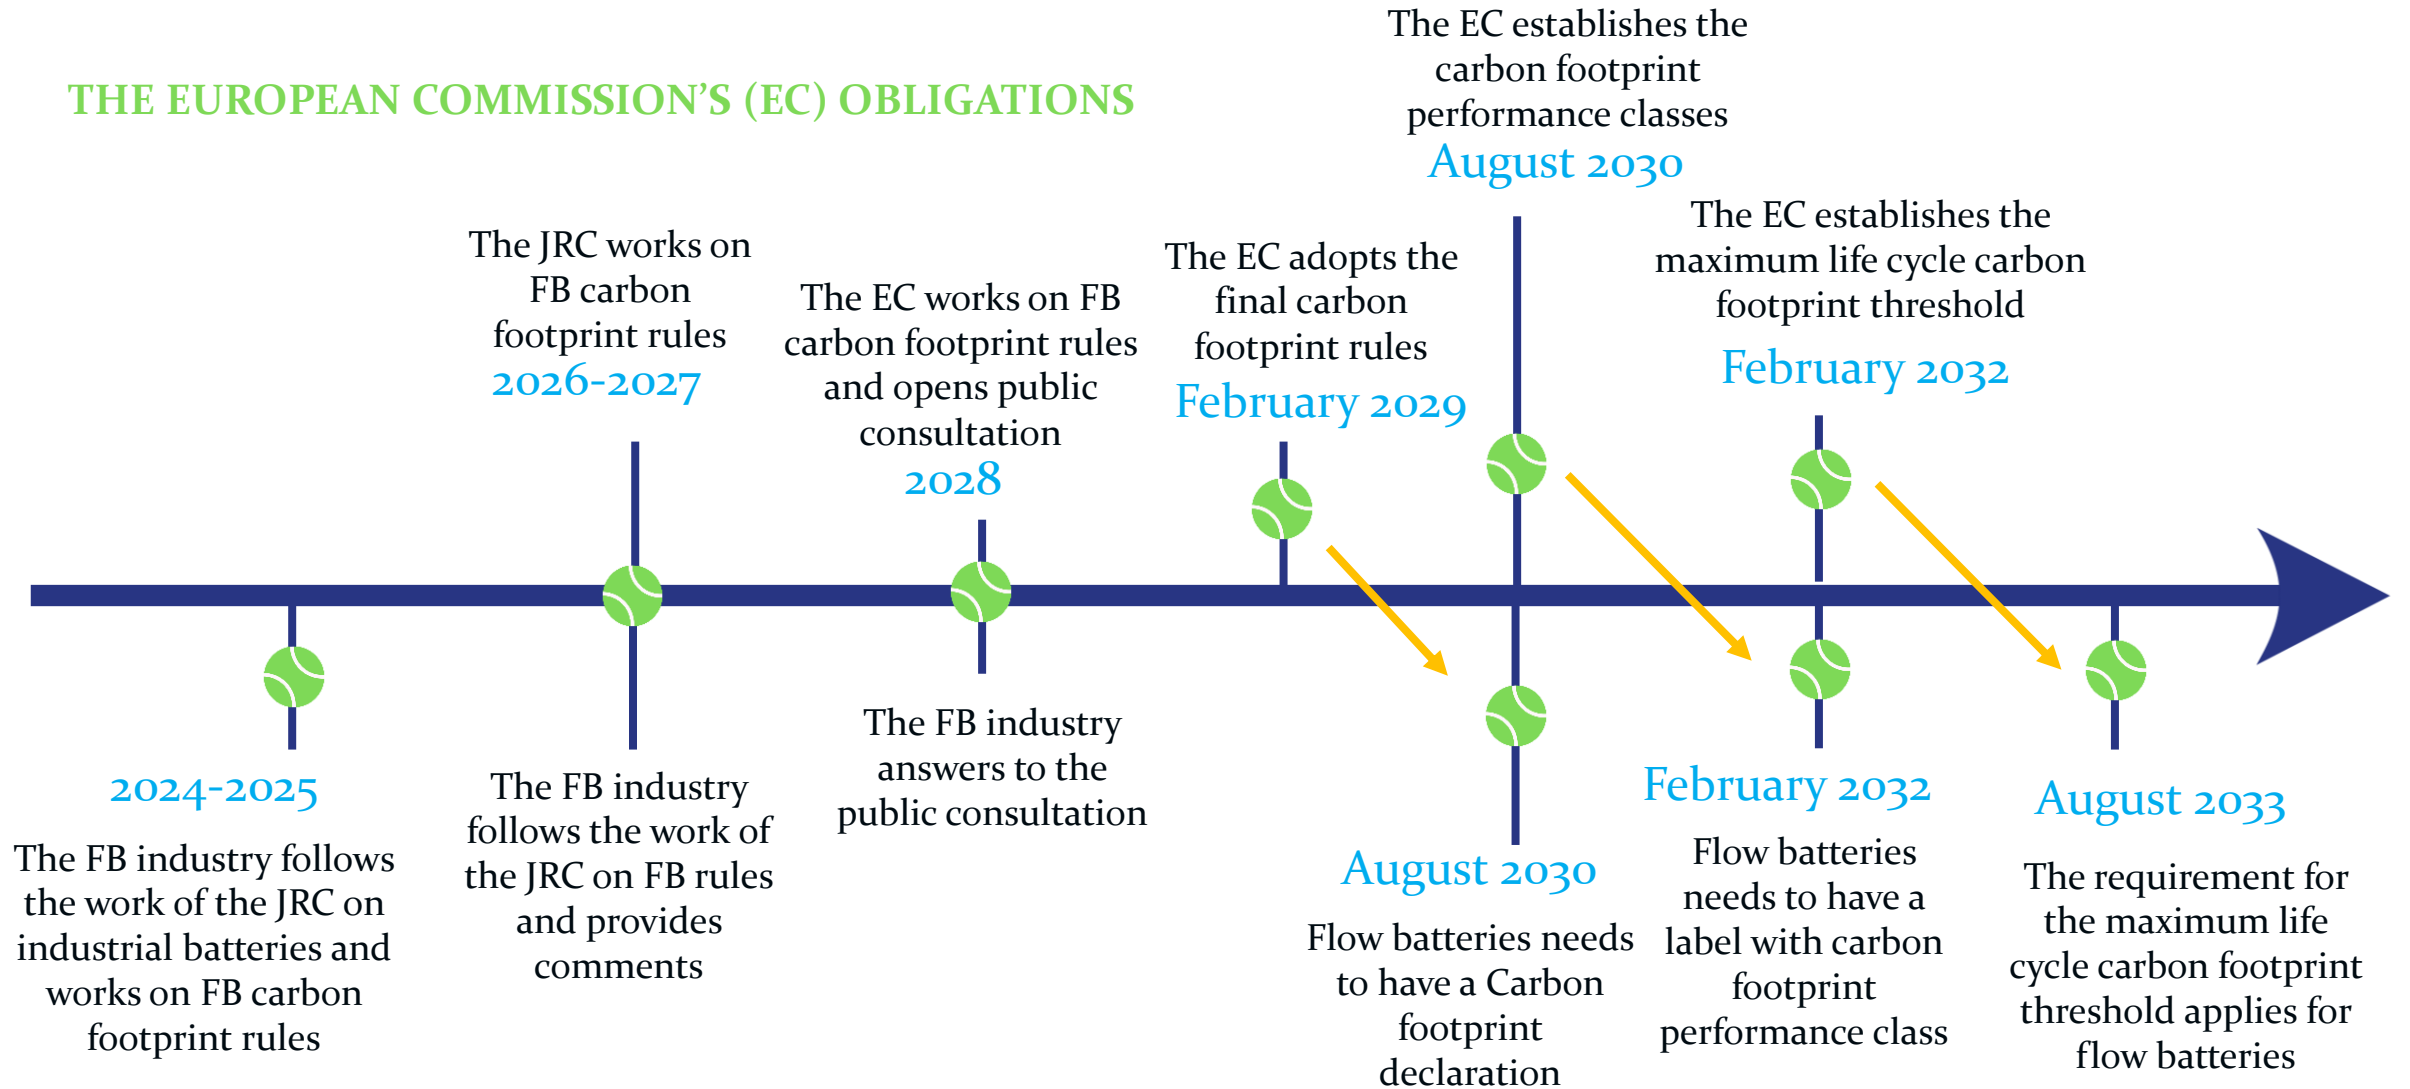 THE EUROPEAN COMMISSION'S (EC) OBLIGATIONS
The JRC works on
FB carbon
footprint rules
2026-2027
The EC works on FB
carbon footprint rules
and opens public
consultation
2028
The EC adopts the
final carbon
footprint rules
February 2029
The EC establishes the
carbon footprint
performance classes
August 2030
The EC establishes the
maximum life cycle carbon
footprint threshold
February 2032
2024-2025
The FB industry follows
the work of the JRC on
industrial batteries and
works on FB carbon
footprint rules
The FB industry
follows the work of
the JRC on FB rules
and provides
comments
The FB industry
answers to the
public consultation
August 2030
Flow batteries needs
to have a Carbon
footprint
declaration
February 2032
Flow batteries
needs to have a
label with carbon
footprint
performance class
August 2033
The requirement for
the maximum life
cycle carbon footprint
threshold applies for
flow batteries